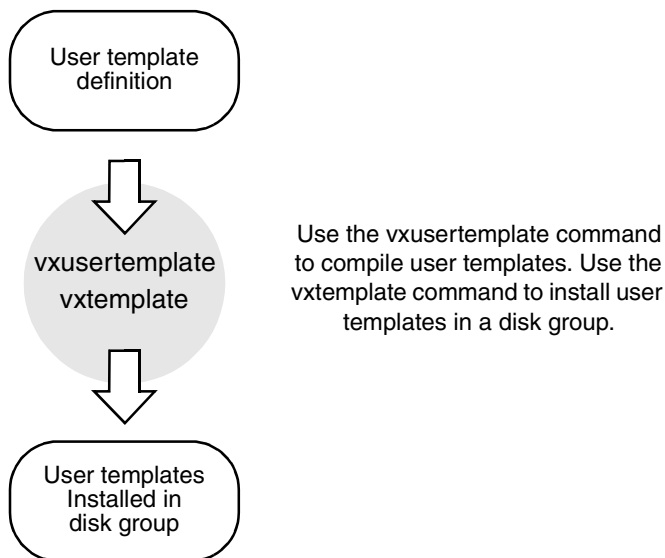 User template
definition
vxusertemplate
vxtemplate
Use the vxusertemplate command
to compile user templates. Use the
vxtemplate command to install user
templates in a disk group.
User templates
Installed in
disk group